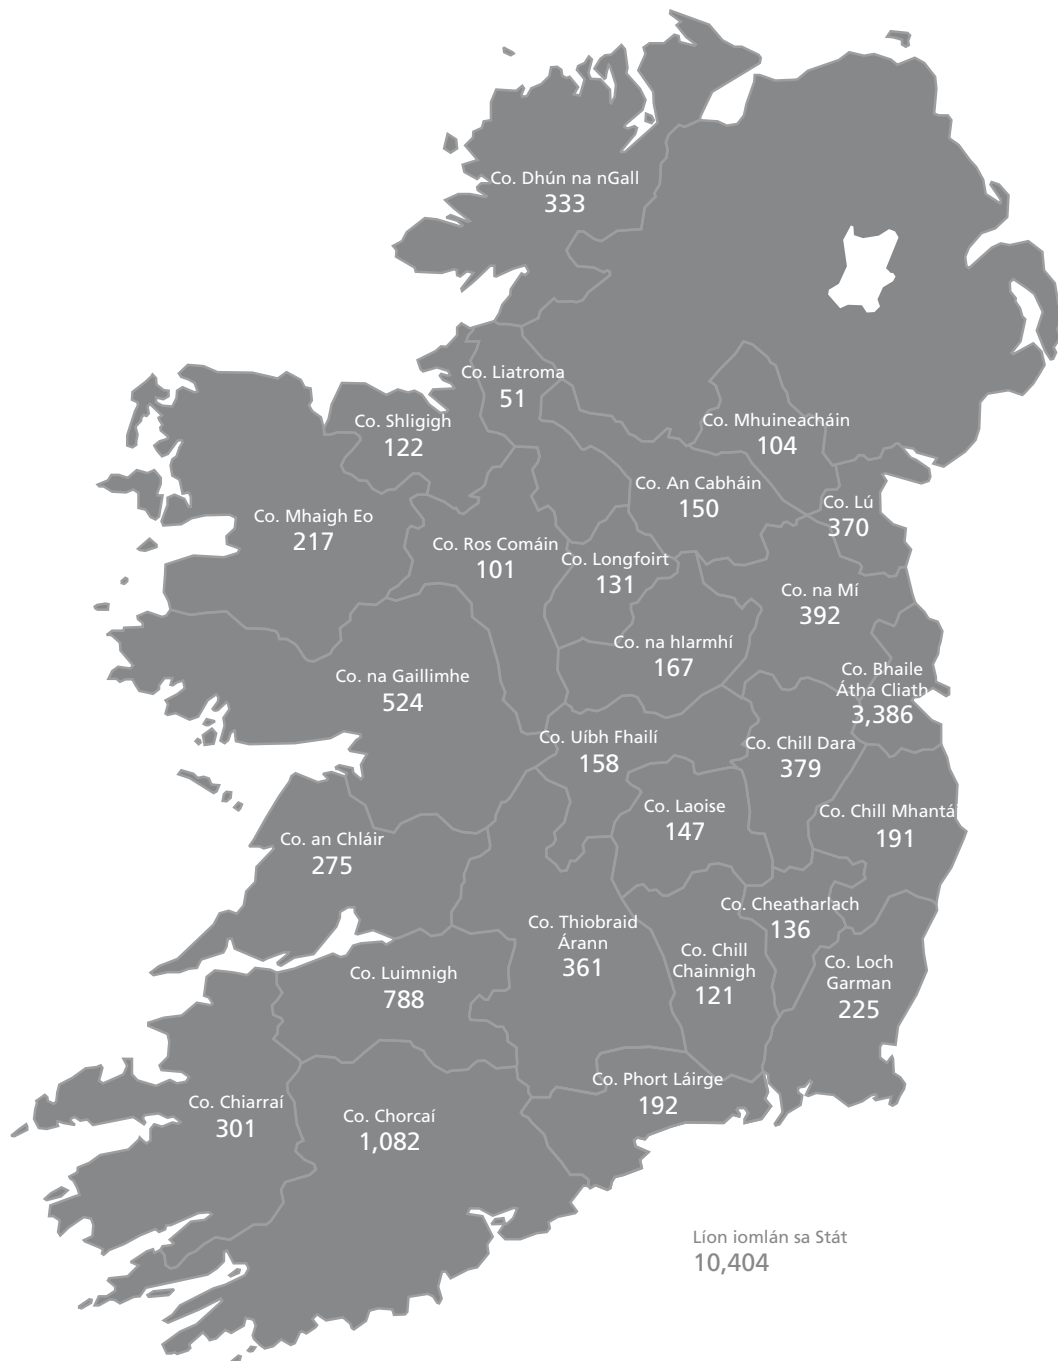 Co. Dhún na nGall
333
Co. Liatroma
51
Co. Shligigh
122
Co. Mhuineacháin
104
Co. An Cabháin
150
Co. Lú
370
Co. Mhaigh Eo
217
Co. Ros Comáin
101
Co. Longfoirt
131
Co. na Mí
392
Co. na hIarmhí
167
Co. na Gaillimhe
524
Co. Bhaile
Átha Cliath
3,386
Co. Uíbh Fhailí
158
Co. Chill Dara
379
Co. Laoise
147
Co. Chill Mhantái
191
Co. an Chláir
275
Co. Cheatharlach
136
Co. Thiobraid
Árann
361
Co. Chill
Chainnigh
121
Co. Loch
Garman
225
Co. Luimnigh
788
Co. Phort Láirge
192
Co. Chiarraí
301
Co. Chorcaí
1,082
Líon iomlán sa Stát
10,404